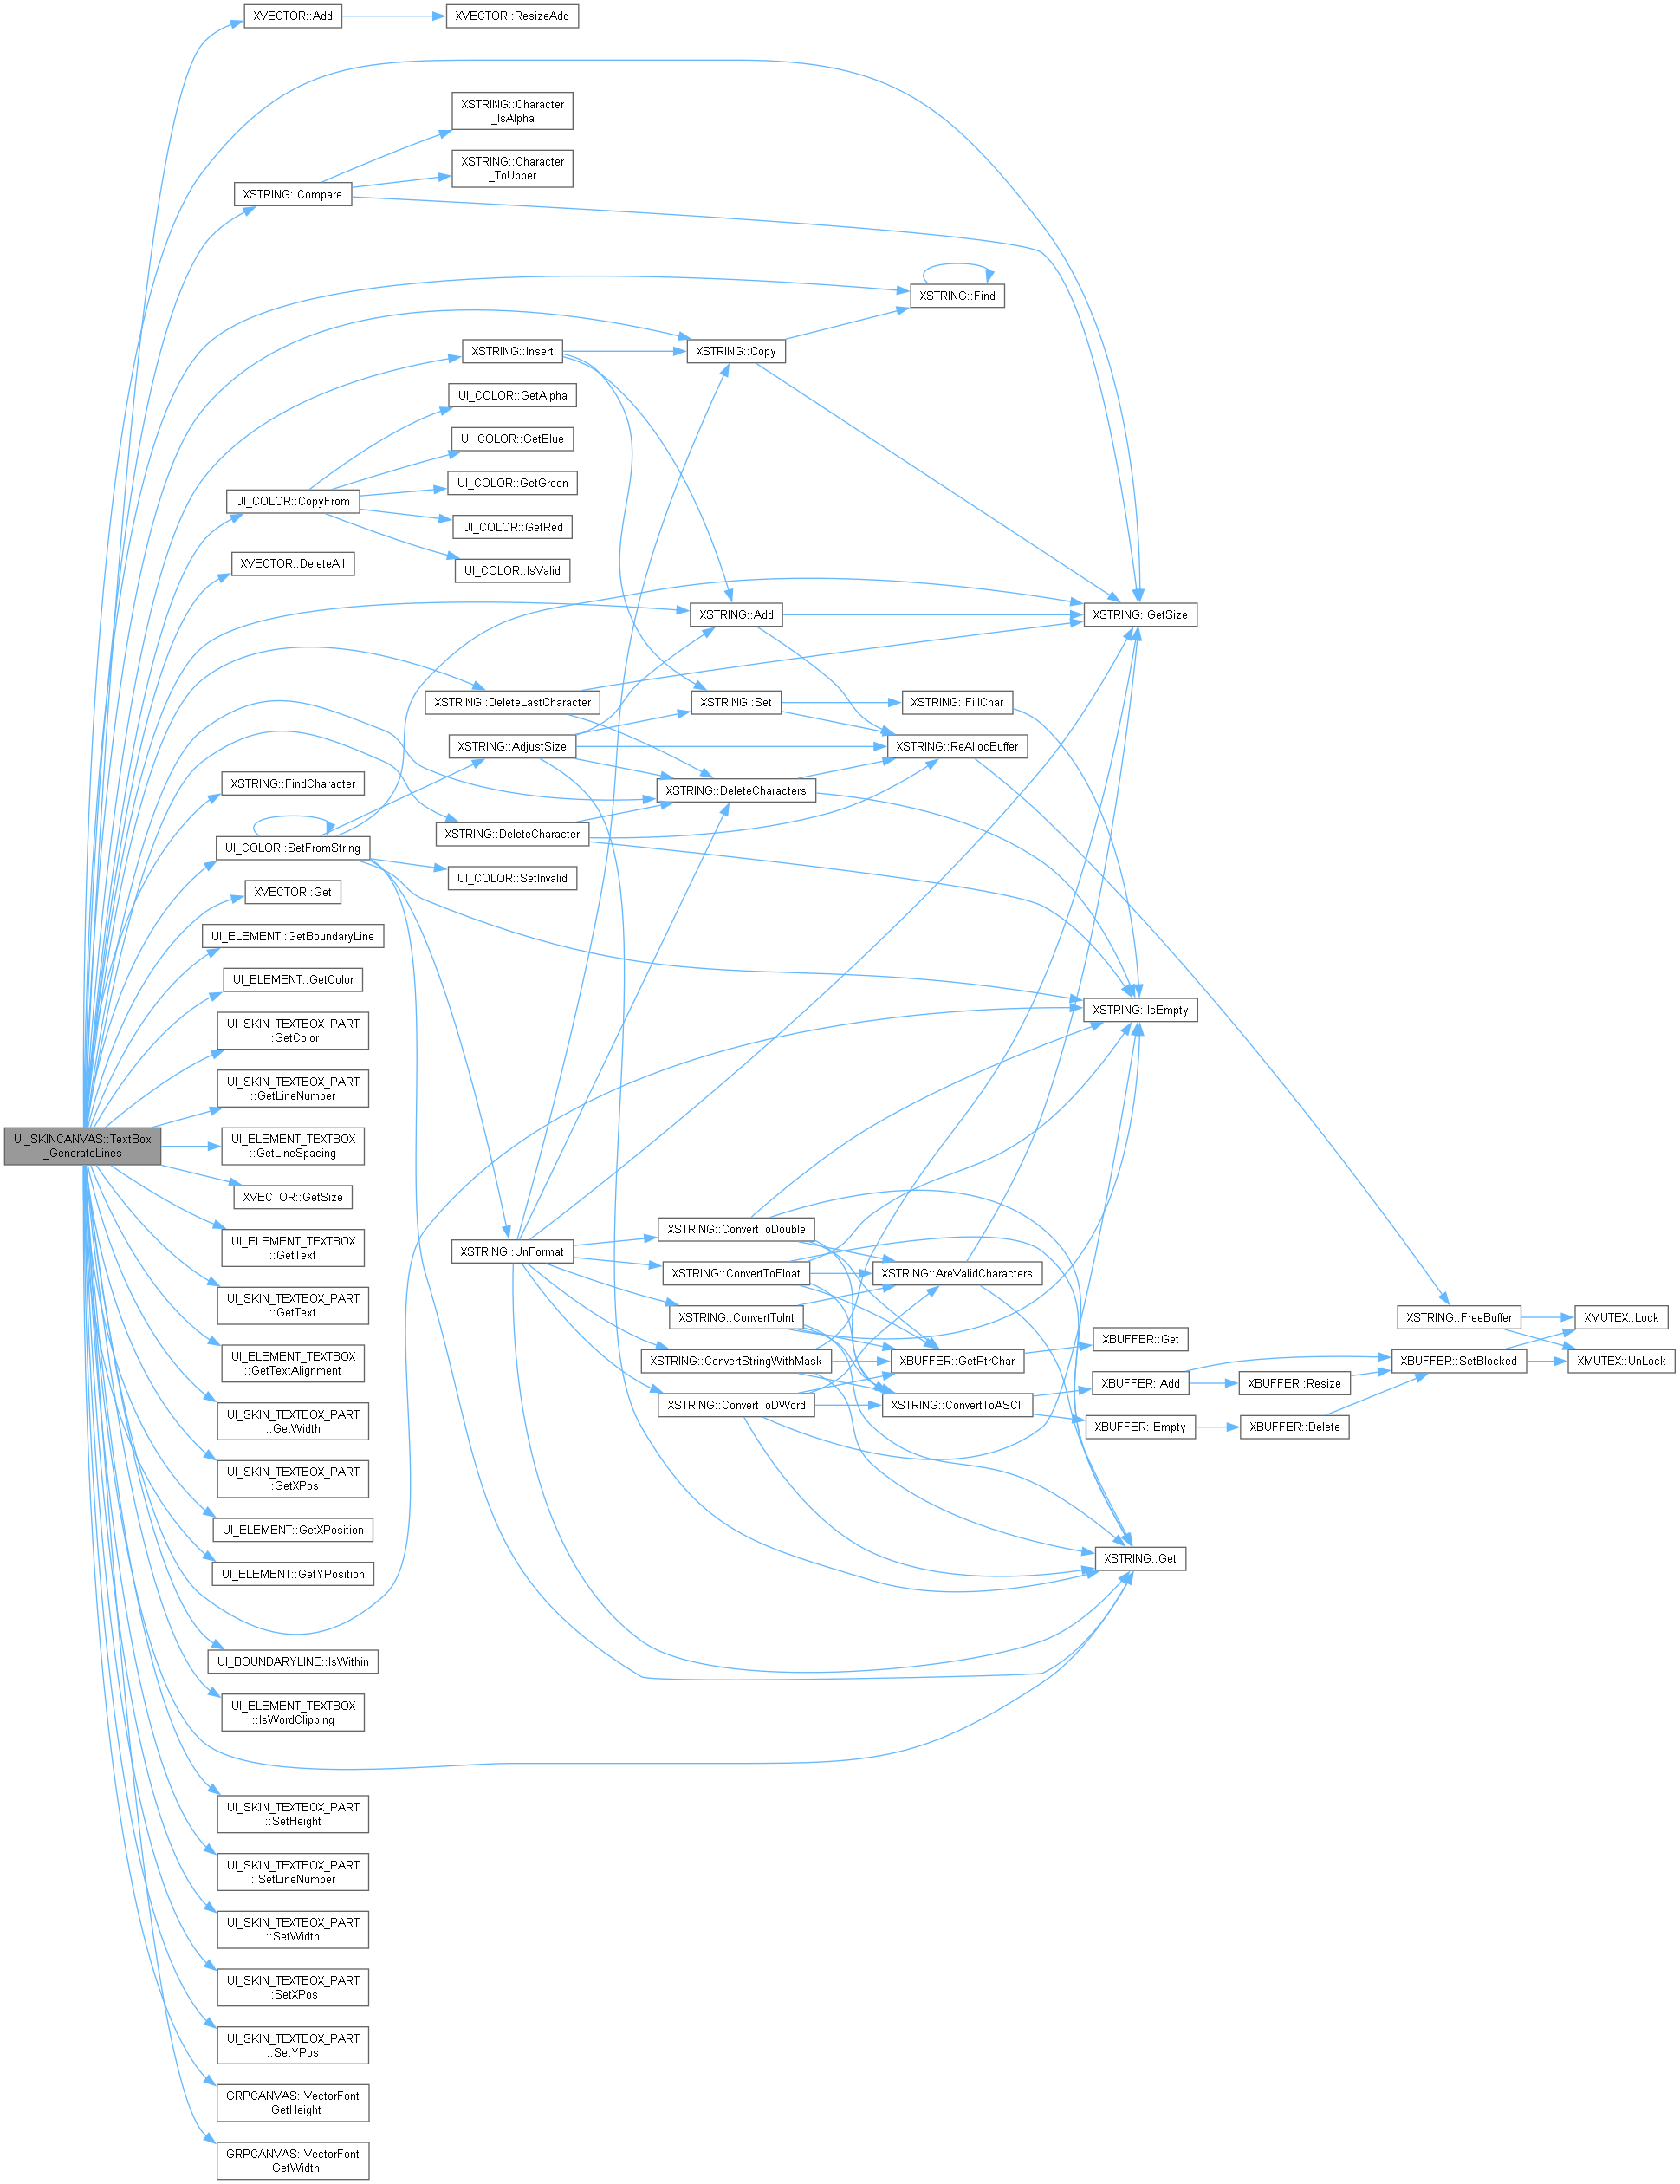 XVECTOR::Add
XVECTOR::ResizeAdd
XSTRING::Character
_IsAlpha
XSTRING::Character
_ToUpper
XSTRING::Compare
XSTRING::Find
XSTRING::Insert
XSTRING::Copy
UI_COLOR::GetAlpha
UI_COLOR::GetBlue
UI_COLOR::GetGreen
UI_COLOR::CopyFrom
UI_COLOR::GetRed
XVECTOR::DeleteAll
UI_COLOR::IsValid
XSTRING::Add
XSTRING::GetSize
XSTRING::DeleteLastCharacter
XSTRING::Set
XSTRING::FillChar
XSTRING::AdjustSize
XSTRING::ReAllocBuffer
XSTRING::FindCharacter
XSTRING::DeleteCharacters
XSTRING::DeleteCharacter
UI_COLOR::SetFromString
UI_COLOR::SetInvalid
XVECTOR::Get
UI_ELEMENT::GetBoundaryLine
UI_ELEMENT::GetColor
XSTRING::IsEmpty
UI_SKIN_TEXTBOX_PART
::GetColor
UI_SKIN_TEXTBOX_PART
::GetLineNumber
UI_SKINCANVAS::TextBox
_GenerateLines
UI_ELEMENT_TEXTBOX
::GetLineSpacing
XVECTOR::GetSize
UI_ELEMENT_TEXTBOX
::GetText
XSTRING::UnFormat
XSTRING::ConvertToDouble
XSTRING::ConvertToFloat
XSTRING::AreValidCharacters
UI_SKIN_TEXTBOX_PART
::GetText
XSTRING::ConvertToInt
XSTRING::FreeBuffer
XMUTEX::Lock
XBUFFER::Get
UI_ELEMENT_TEXTBOX
::GetTextAlignment
XSTRING::ConvertStringWithMask
XBUFFER::GetPtrChar
XBUFFER::SetBlocked
XMUTEX::UnLock
XBUFFER::Add
XBUFFER::Resize
XSTRING::ConvertToDWord
XSTRING::ConvertToASCII
UI_SKIN_TEXTBOX_PART
::GetWidth
XBUFFER::Empty
XBUFFER::Delete
UI_SKIN_TEXTBOX_PART
::GetXPos
UI_ELEMENT::GetXPosition
XSTRING::Get
UI_ELEMENT::GetYPosition
UI_BOUNDARYLINE::IsWithin
UI_ELEMENT_TEXTBOX
::IsWordClipping
UI_SKIN_TEXTBOX_PART
::SetHeight
UI_SKIN_TEXTBOX_PART
::SetLineNumber
UI_SKIN_TEXTBOX_PART
::SetWidth
UI_SKIN_TEXTBOX_PART
::SetXPos
UI_SKIN_TEXTBOX_PART
::SetYPos
GRPCANVAS::VectorFont
_GetHeight
GRPCANVAS::VectorFont
_GetWidth